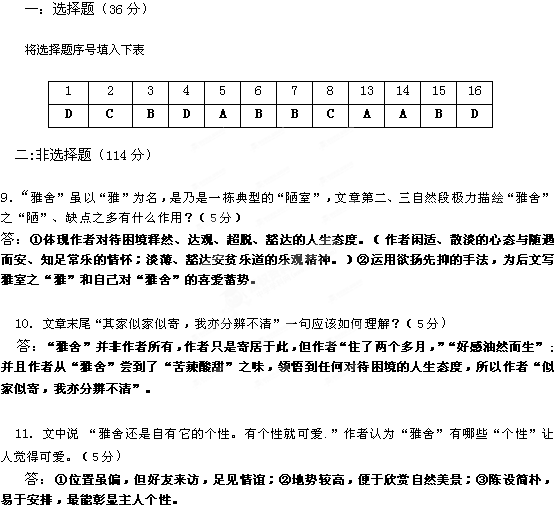 一：选择题（36分）
将选择题序号填入下表
1 2 3 4 5 6 7 8 13 14 15 16
D C B D A B B C A A B D
二:非选择题（114分）
9．“雅舍”虽以“雅”为名，是乃是一栋典型的“陋室”，文章第二、三自然段极力描绘“雅舍”
之“陋”、缺点之多有什么作用？（5分）
答：①体现作者对待困境释然、达观、超脱、豁达的人生态度。（作者闲适、散淡的心态与随遇
而安、知足常乐的情怀；淡薄、豁达安贫乐道的乐观精神。）②运用欲扬先抑的手法，为后文写
雅室之“雅”和自己对“雅舍”的喜爱蓄势。
10．文章末尾“其家似家似寄，我亦分辨不清”一句应该如何理解？（5分）
答：“雅舍”并非作者所有，作者只是寄居于此，但作者“住了两个多月，”“好感油然而生”；
并且作者从“雅舍”尝到了“苦辣酸甜”之味，领悟到任何对待困境的人生态度，所以作者“似
家似寄，我亦分辨不清”。
11．文中说 “雅舍还是自有它的个性。有个性就可爱.”作者认为“雅舍”有哪些“个性”让
人觉得可爱。（5分）
答：①位置虽偏，但好友来访，足见情谊；②地势较高，便于欣赏自然美景；③陈设简朴，
易于安排，最能彰显主人个性。